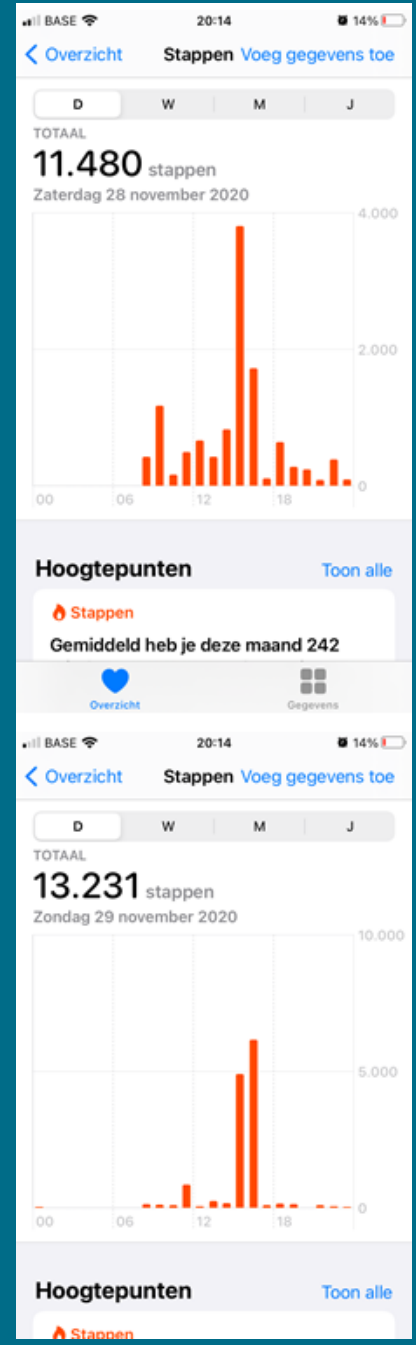 BASE 20:14 14%
Overzicht Stappen Voeg gegevens toe
D W M J
TOTAAL
11.480 stappen
Zaterdag 28 november 2020
4.000
2.000
0
00 06 12 18
Hoogtepunten Toon alle
Stappen
Gemiddeld heb je deze maand 242
Overzicht Gegevens
BASE 20:14 14%
Overzicht Stappen Voeg gegevens toe
D W M J
TOTAAL
13.231 stappen
Zondag 29 november 2020
10.000
5.000
0
00 06 12 18
Hoogtepunten Toon alle
Stappen